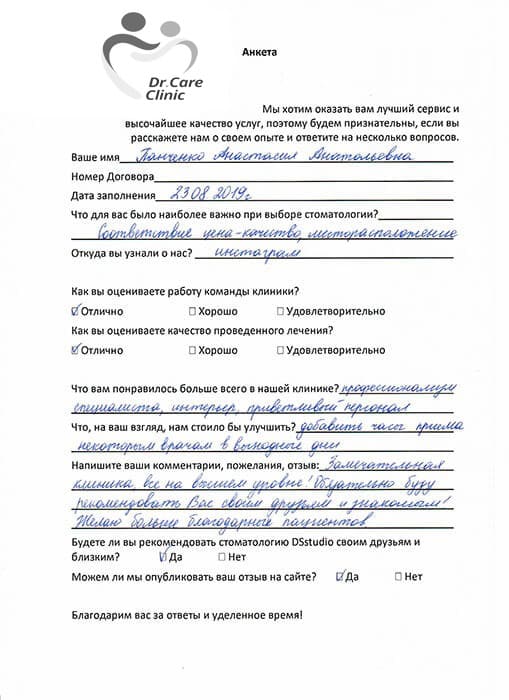 Dr.Care
Clinic
Анкета
Мы хотим оказать вам лучший сервис и
высочайшее качество услуг, поэтому будем признательны, если вы
расскажете нам о своем опыте и ответите на несколько вопросов.
Ваше имя Панченко Анастасия Анатольевна
Номер Договора
Дата заполнения 23 08 2019г
Что для вас было наиболее важно при выборе стоматологии?
Соответствие цена-качество, месторасположение
Откуда вы узнали о нас? инстаграм
Как вы оцениваете работу команды клиники?
☑ Отлично ☐ Хорошо ☐ Удовлетворительно
Как вы оцениваете качество проведенного лечения?
☑ Отлично ☐ Хорошо ☐ Удовлетворительно
Что вам понравилось больше всего в нашей клинике? профессионализм
специалиста, интерьер, приветливый персонал
Что, на ваш взгляд, нам стоило бы улучшить? добавить часов приема
некоторым врачам в выходные дни
Напишите ваши комментарии, пожелания, отзыв: Замечательная
клиника, все на высшем уровне! Обязательно буду
рекомендовать Вас своим друзьям и знакомым!
Желаю больше благодарных пациентов
Будете ли вы рекомендовать стоматологию DSstudio своим друзьям и
близким? ☑ Да ☐ Нет
Можем ли мы опубликовать ваш отзыв на сайте? ☑ Да ☐ Нет
Благодарим вас за ответы и уделенное время!